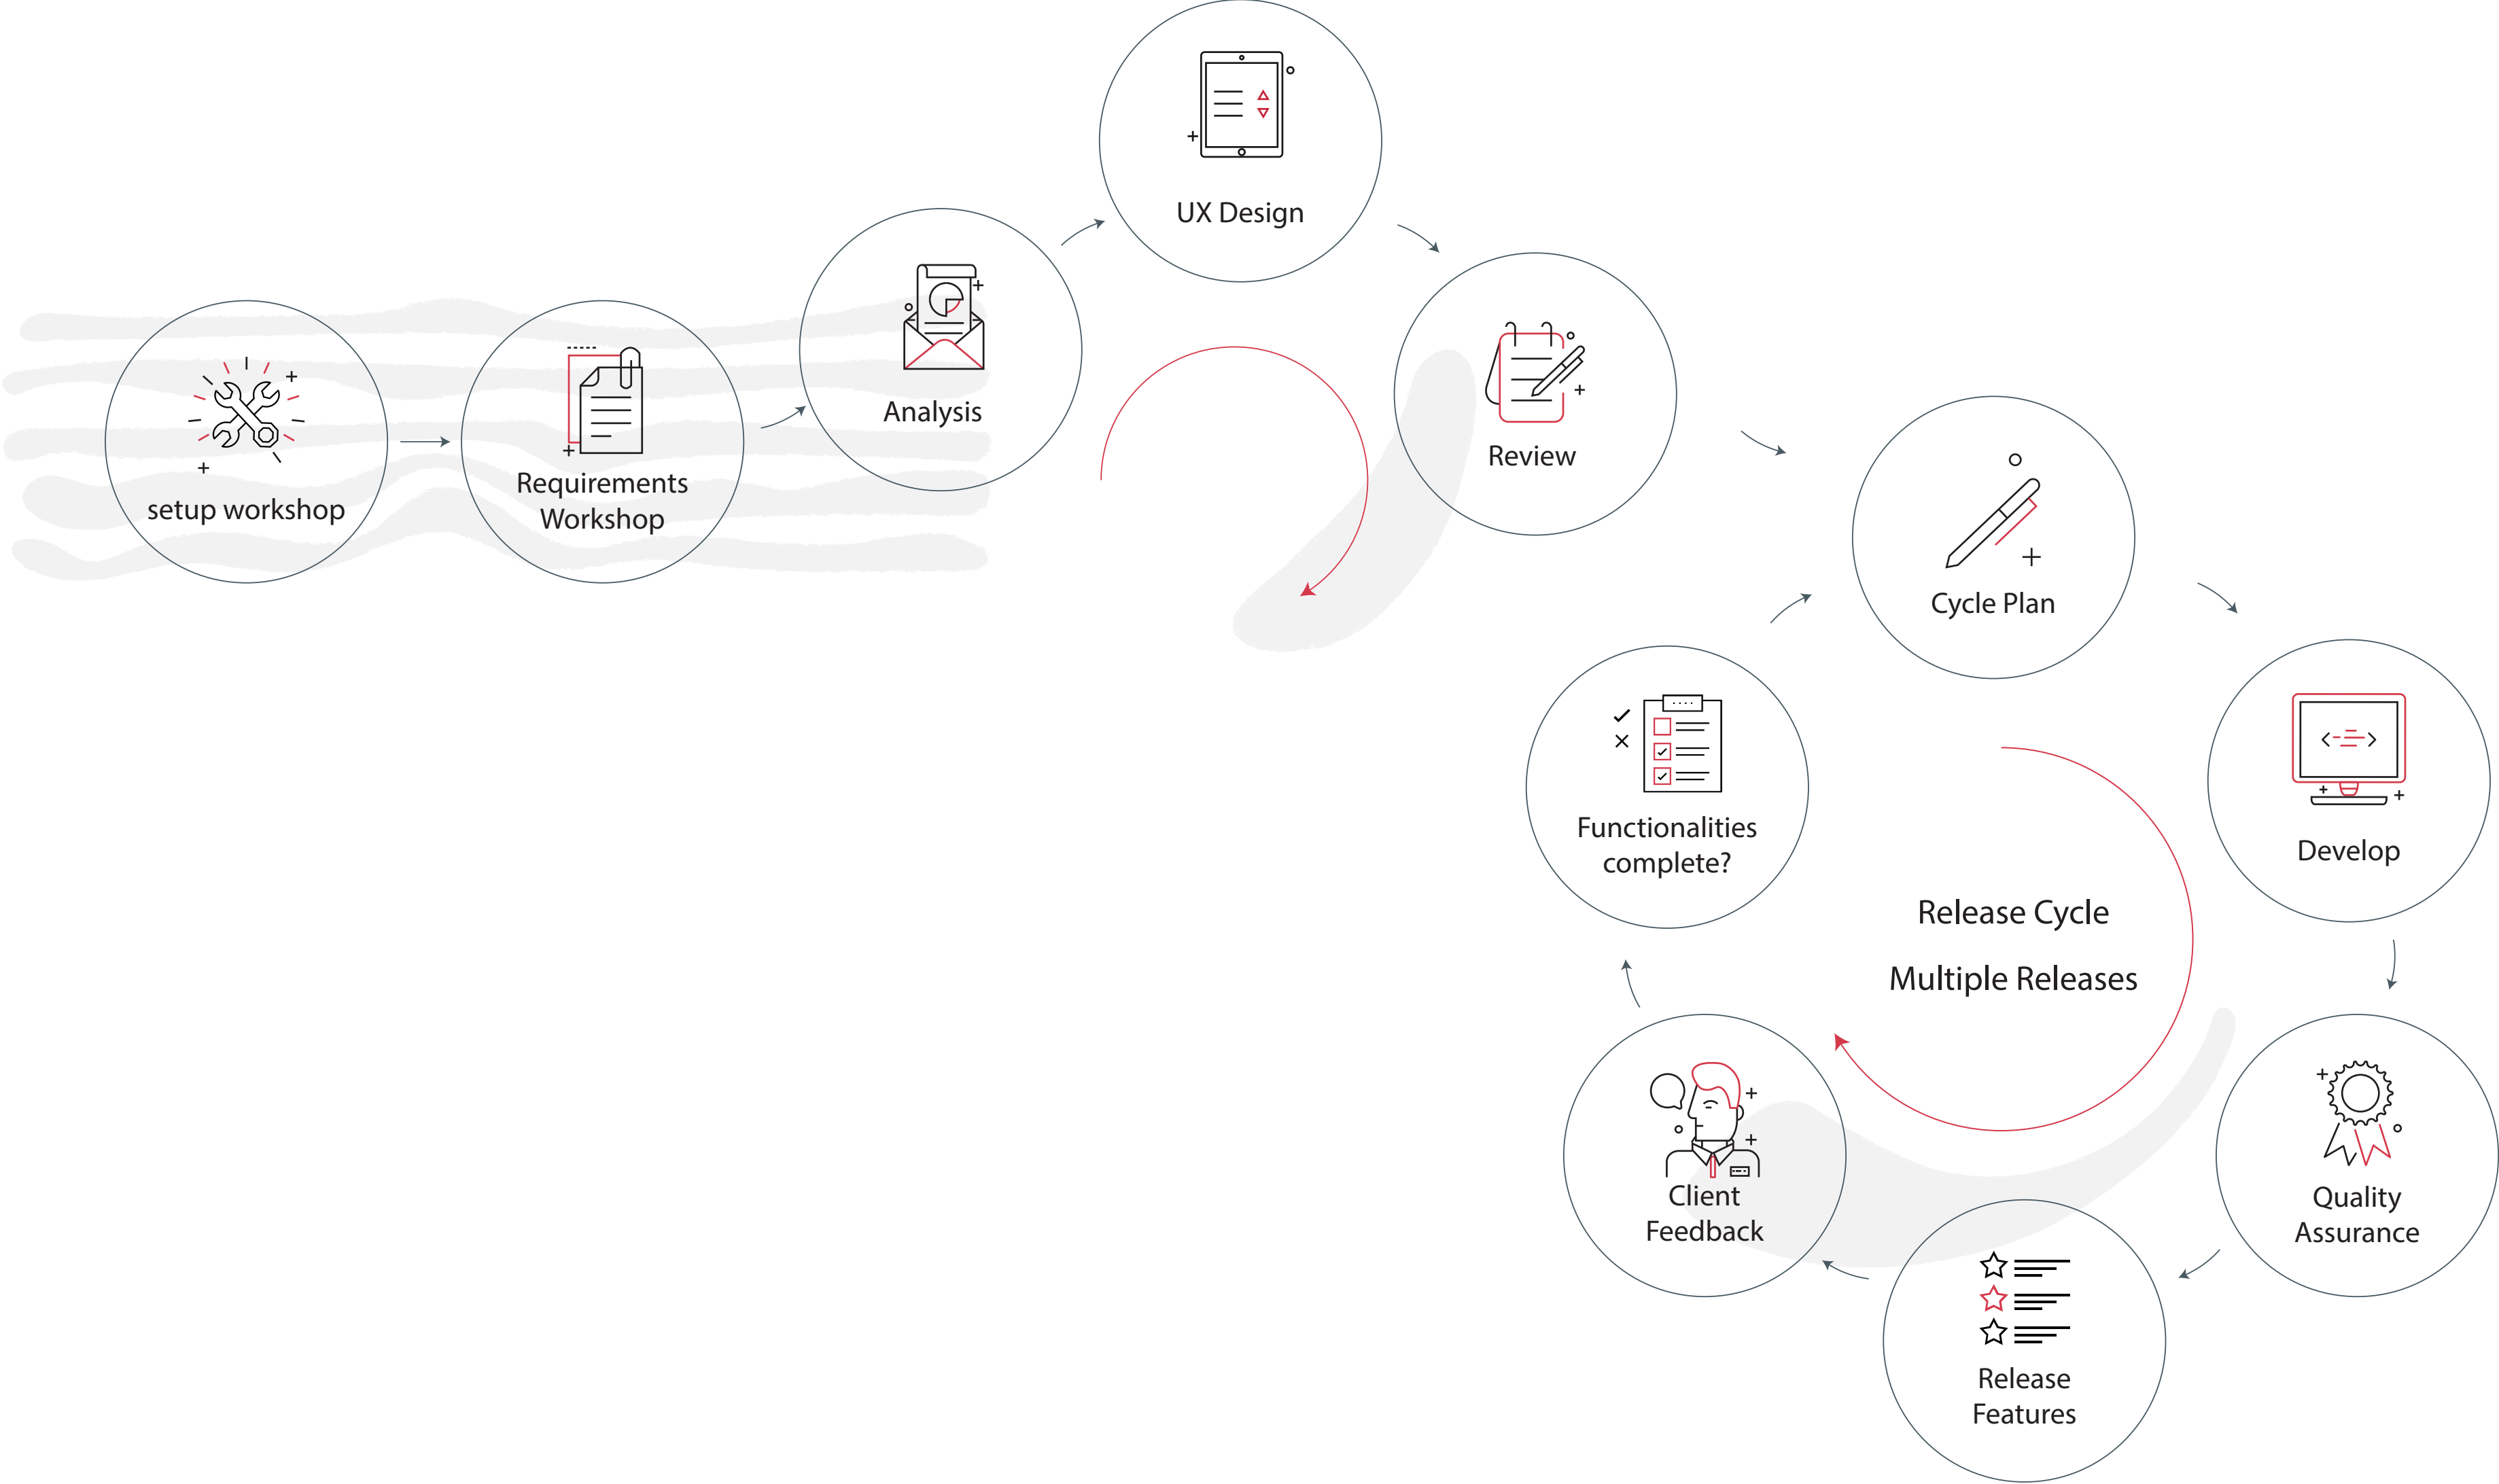 setup workshop
Requirements
Workshop
Analysis
UX Design
Review
Cycle Plan
Develop
Quality
Assurance
Release
Features
Client
Feedback
Functionalities
complete?
Release Cycle
Multiple Releases